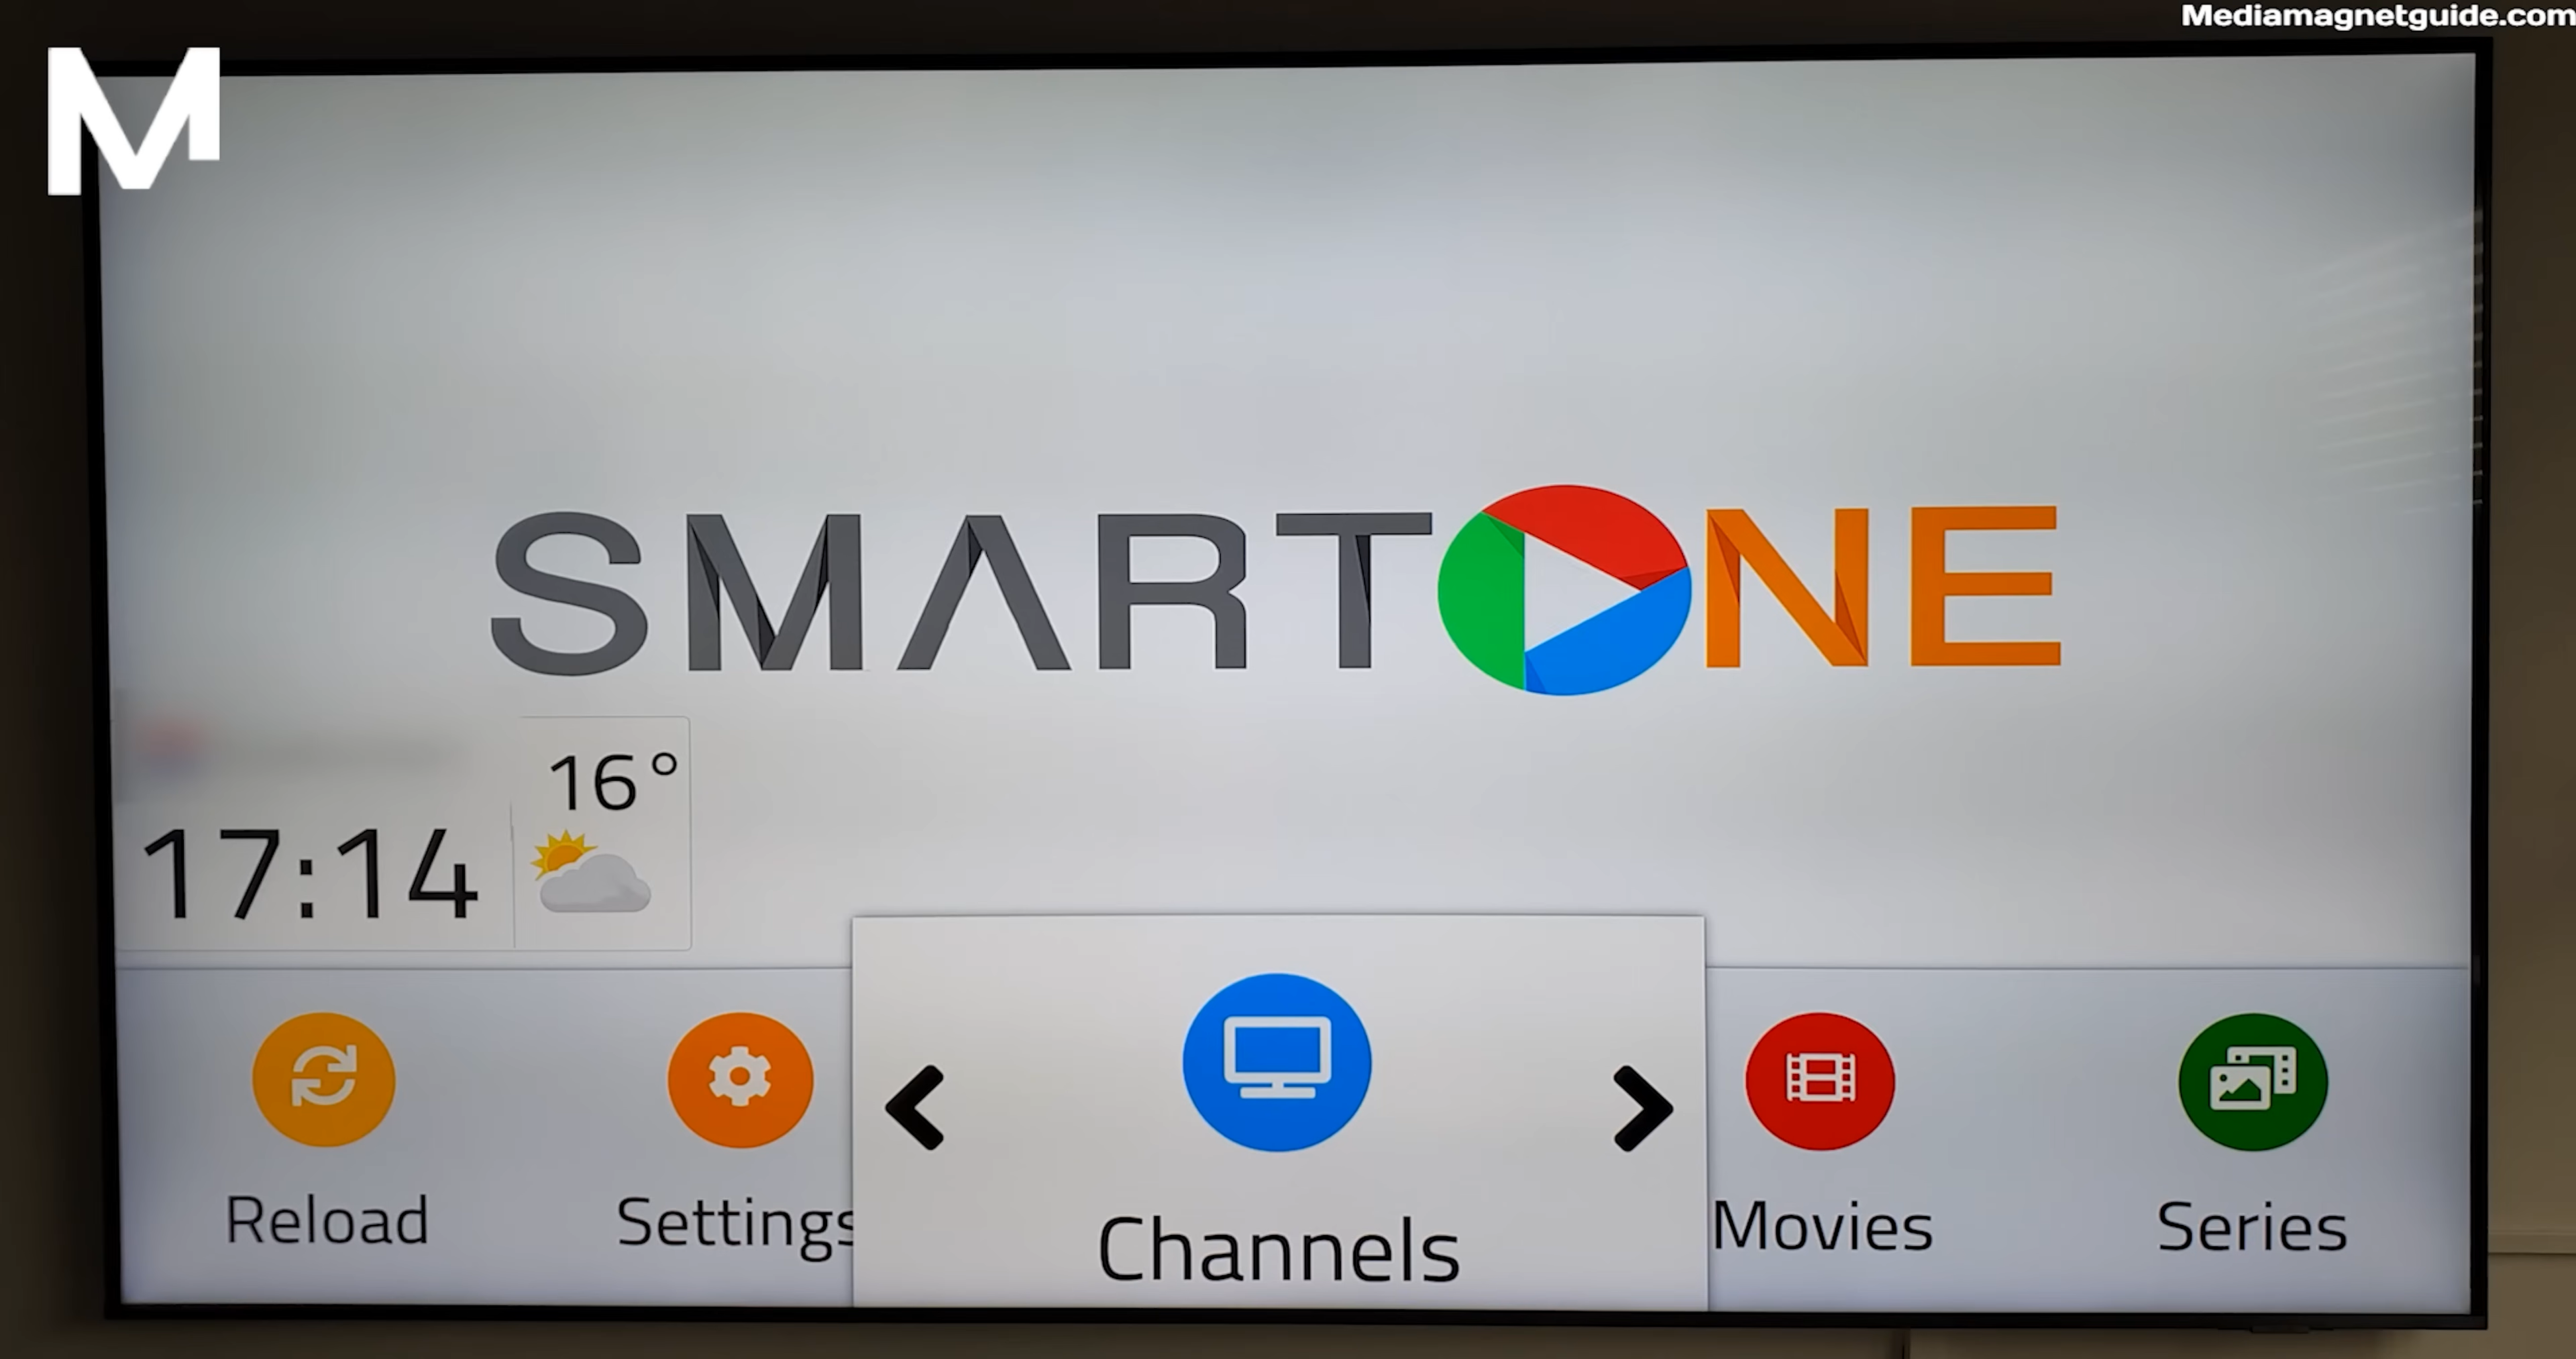 Mediamagnetguide.com
M
SMARTONE
16°
17:14
Reload
Settings
Channels
Movies
Series